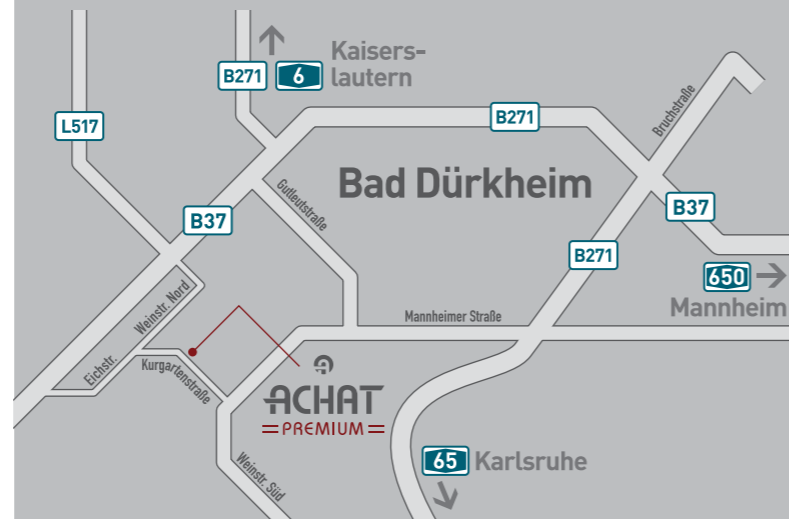 Kaisers-
B271
6
lautern
L517
B271
Bruchstraße
Bad Dürkheim
Gutleutstraße
B37
B37
B271
650
Weinstr. Nord
Mannheim
Mannheimer Straße
Eichstr.
Kurgartenstraße
ACHAT
PREMIUM
65
Karlsruhe
Weinstr. Süd